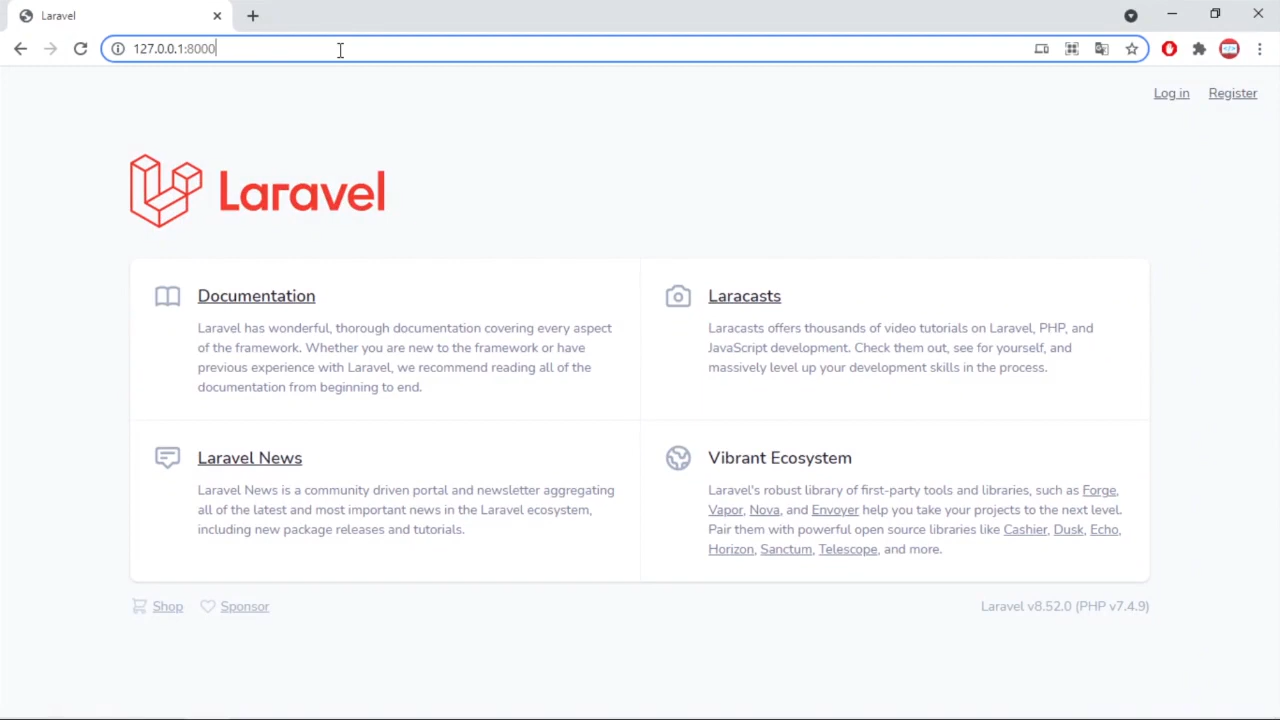 Laravel
127.0.0.1:8000
Log in Register
Laravel
Documentation
Laravel has wonderful, thorough documentation covering every aspect
of the framework. Whether you are new to the framework or have
previous experience with Laravel, we recommend reading all of the
documentation from beginning to end.
Laracasts
Laracasts offers thousands of video tutorials on Laravel, PHP, and
JavaScript development. Check them out, see for yourself, and
massively level up your development skills in the process.
Laravel News
Laravel News is a community driven portal and newsletter aggregating
all of the latest and most important news in the Laravel ecosystem,
including new package releases and tutorials.
Vibrant Ecosystem
Laravel's robust library of first-party tools and libraries, such as Forge,
Vapor, Nova, and Envoyer help you take your projects to the next level.
Pair them with powerful open source libraries like Cashier, Dusk, Echo,
Horizon, Sanctum, Telescope, and more.
Shop Sponsor
Laravel v8.52.0 (PHP v7.4.9)